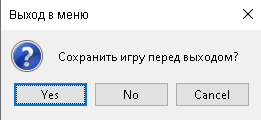 Выход в меню
Сохранить игру перед выходом?
Yes
No
Cancel